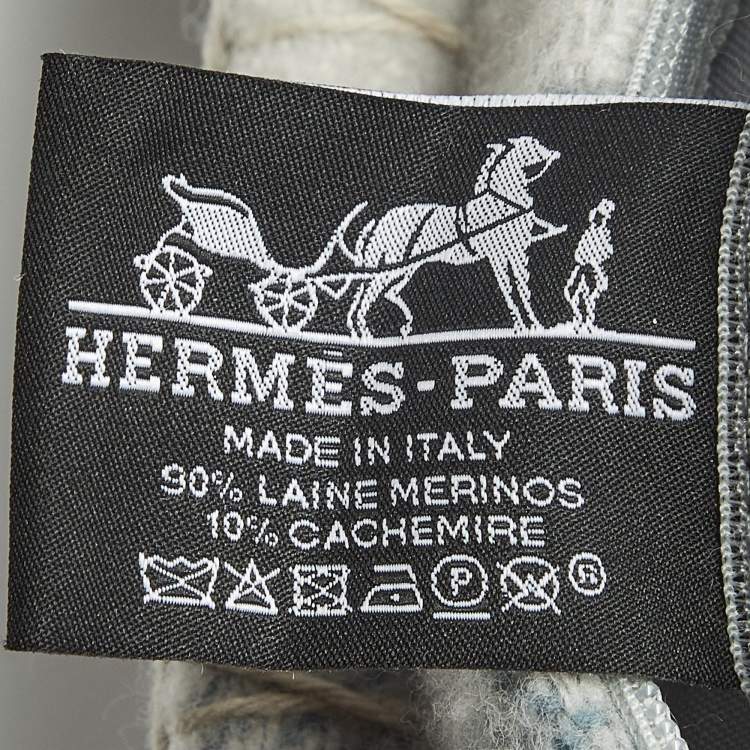 HERMÈS-PARIS
MADE IN ITALY
90% LAINE MERINOS
10% CACHEMIRE
P W ®